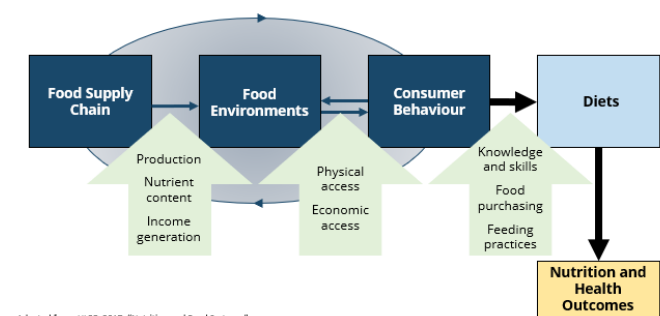 Food Supply
Chain
Food
Environments
Consumer
Behaviour
Diets
Production
Nutrient
content
Income
generation
Physical
access
Economic
access
Knowledge
and skills
Food
purchasing
Feeding
practices
Nutrition and
Health
Outcomes